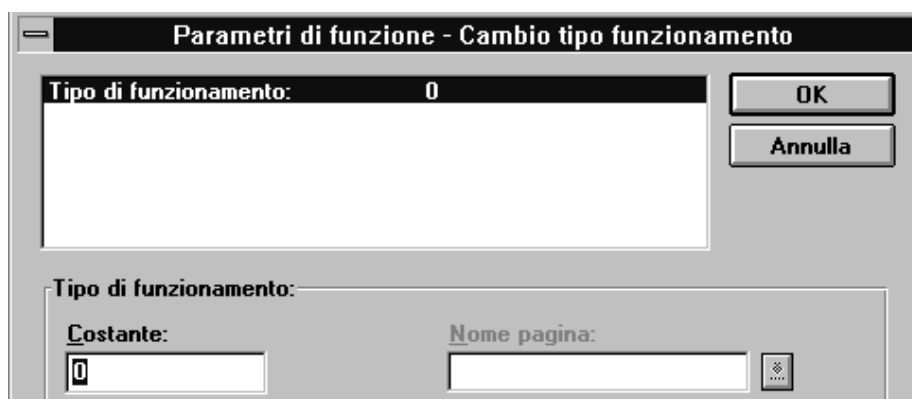 Parametri di funzione - Cambio tipo funzionamento
Tipo di funzionamento: 0
OK
Annulla
Tipo di funzionamento:
Costante:
Nome pagina:
0